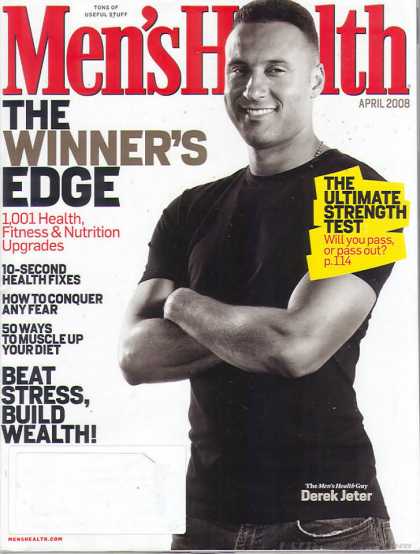 TONS OF
USEFUL STUFF
Men'sHealth
APRIL 2008
THE
WINNER'S
EDGE
1,001 Health,
Fitness & Nutrition
Upgrades
10-SECOND
HEALTH FIXES
HOW TO CONQUER
ANY FEAR
50 WAYS
TO MUSCLE UP
YOUR DIET
BEAT
STRESS,
BUILD
WEALTH!
THE
ULTIMATE
STRENGTH
TEST
Will you pass,
or pass out?
p.114
The Men's Health Guy
Derek Jeter
MENSHEALTH.COM